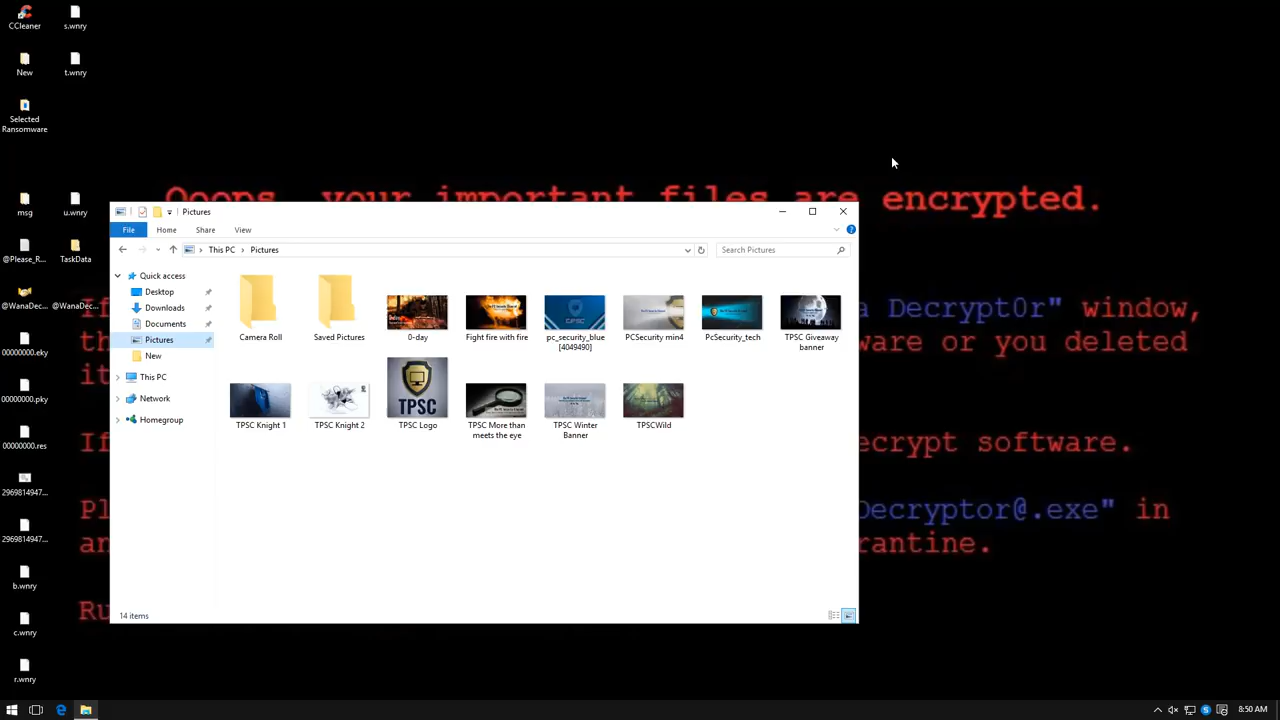 CCleaner
s.wnry
New
t.wnry
Selected
Ransomware
msg
u.wnry
@Please_R...
TaskData
@WanaDec...
@WanaDec...
00000000.eky
00000000.pky
00000000.res
2969814947...
2969814947...
b.wnry
c.wnry
r.wnry
Ooops, your important files are encrypted.
Decrypt0r" window,
ware or you deleted
decrypt software.
Decryptor@.exe" in
Pictures
File Home Share View
This PC Pictures
Search Pictures
Quick access
Desktop
Downloads
Documents
Pictures
New
This PC
Network
Homegroup
Camera Roll
Saved Pictures
0-day
Fight fire with fire
pc_security_blue
[4049490]
PCSecurity min4
PcSecurity_tech
TPSC Giveaway
banner
TPSC Knight 1
TPSC Knight 2
TPSC
TPSC Logo
TPSC More than
meets the eye
TPSC Winter
Banner
TPSCWild
14 items
8:50 AM